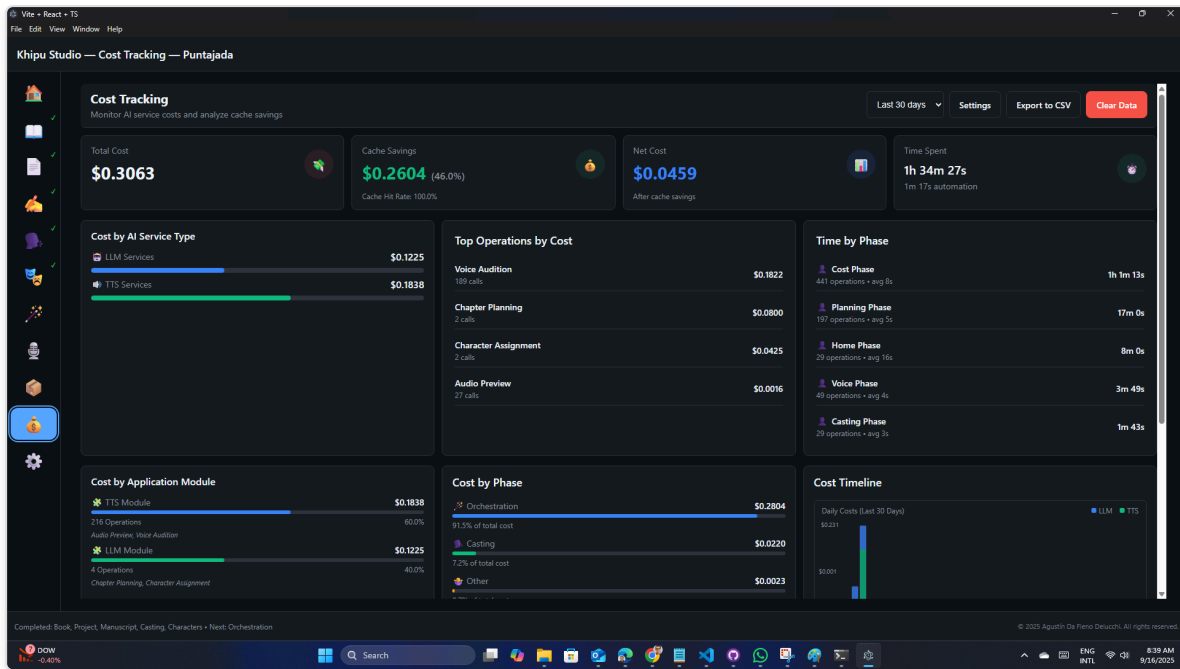 Vite + React + TS
File Edit View Window Help
Khipu Studio — Cost Tracking — Puntajada
Cost Tracking
Monitor AI service costs and analyze cache savings
Last 30 days
Settings
Export to CSV
Clear Data
Total Cost
$0.3063
Cache Savings
$0.2604 (46.0%)
Cache Hit Rate: 100.0%
Net Cost
$0.0459
After cache savings
Time Spent
1h 34m 27s
1m 17s automation
Cost by AI Service Type
LLM Services $0.1225
TTS Services $0.1838
Top Operations by Cost
Voice Audition
189 calls
$0.1822
Chapter Planning
2 calls
$0.0800
Character Assignment
2 calls
$0.0425
Audio Preview
27 calls
$0.0016
Time by Phase
Cost Phase
441 operations • avg 8s
1h 1m 13s
Planning Phase
197 operations • avg 5s
17m 0s
Home Phase
29 operations • avg 16s
8m 0s
Voice Phase
49 operations • avg 4s
3m 49s
Casting Phase
29 operations • avg 3s
1m 43s
Cost by Application Module
TTS Module $0.1838
216 Operations 60.0%
Audio Preview, Voice Audition
LLM Module $0.1225
4 Operations 40.0%
Chapter Planning, Character Assignment
Cost by Phase
Orchestration $0.2804
91.5% of total cost
Casting $0.0220
7.2% of total cost
Other $0.0023
Cost Timeline
Daily Costs (Last 30 Days)
LLM TTS
$0.231
$0.001
Completed: Book, Project, Manuscript, Casting, Characters • Next: Orchestration
© 2025 Agustín Da Fieno Delucchi. All rights reserved.
7
DOW
-0.40%
Search
ENG
INTL
8:39 AM
9/16/2025